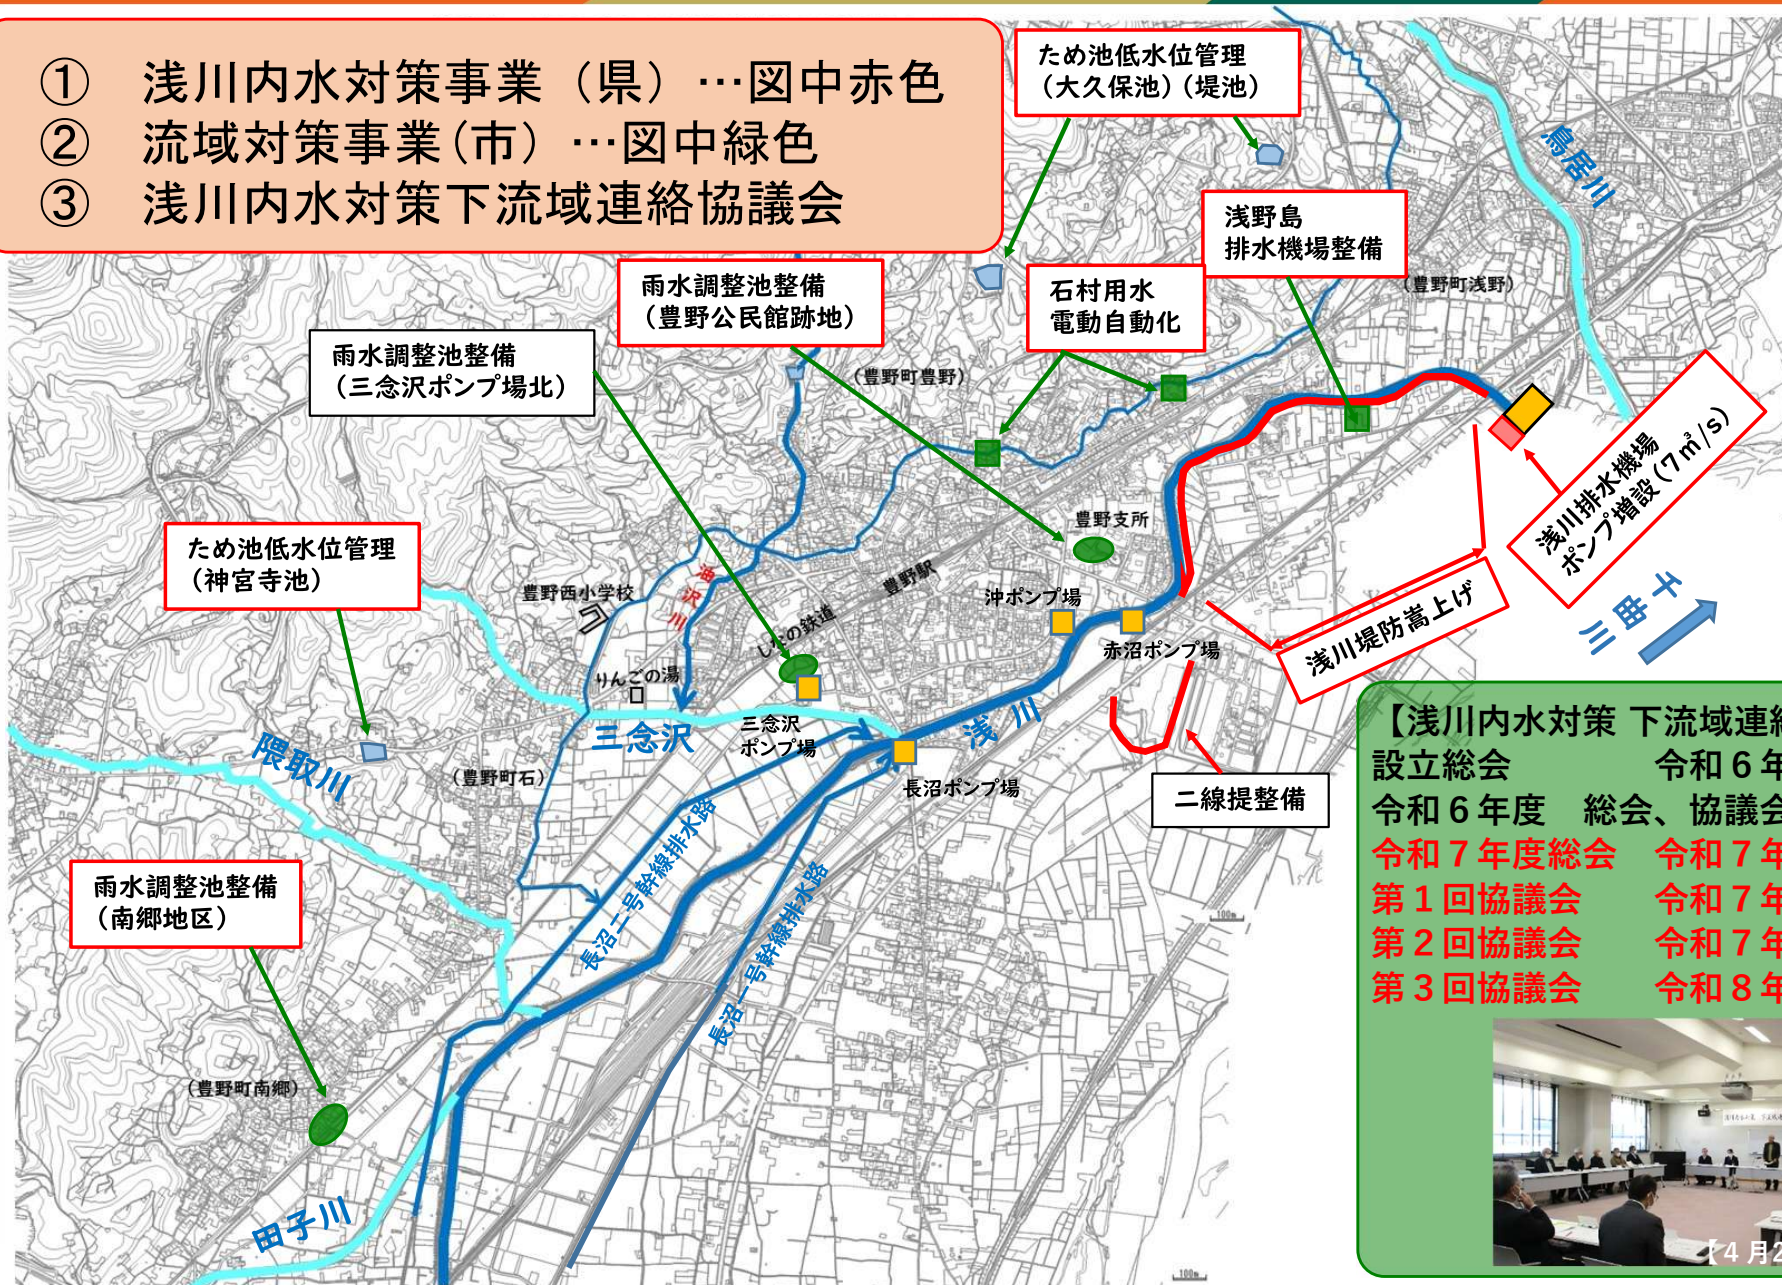 ① 浅川内水対策事業（県）…図中赤色
② 流域対策事業(市）…図中緑色
③ 浅川内水対策下流域連絡協議会
ため池低水位管理
（大久保池）（堤池）
鳥居川
浅野島
排水機場整備
（豊野町浅野）
雨水調整池整備
（豊野公民館跡地）
石村用水
電動自動化
雨水調整池整備
（三念沢ポンプ場北）
（豊野町豊野）
浅川排水機場
ポンプ増設（7㎥/s）
ため池低水位管理
（神宮寺池）
豊野支所
豊野西小学校
油沢川
豊野駅
沖ポンプ場
しなの鉄道
赤沼ポンプ場
浅川堤防嵩上げ
千曲川
りんごの湯
三念沢
三念沢
ポンプ場
浅川
隈取川
（豊野町石）
長沼ポンプ場
二線提整備
長沼二号幹線排水路
長沼一号幹線排水路
雨水調整池整備
（南郷地区）
（豊野町南郷）
田子川
100m
100m
【浅川内水対策 下流域連絡
設立総会 令和６年
令和６年度 総会、協議会
令和７年度総会 令和７年
第１回協議会 令和７年
第２回協議会 令和７年
第３回協議会 令和８年
【４月2